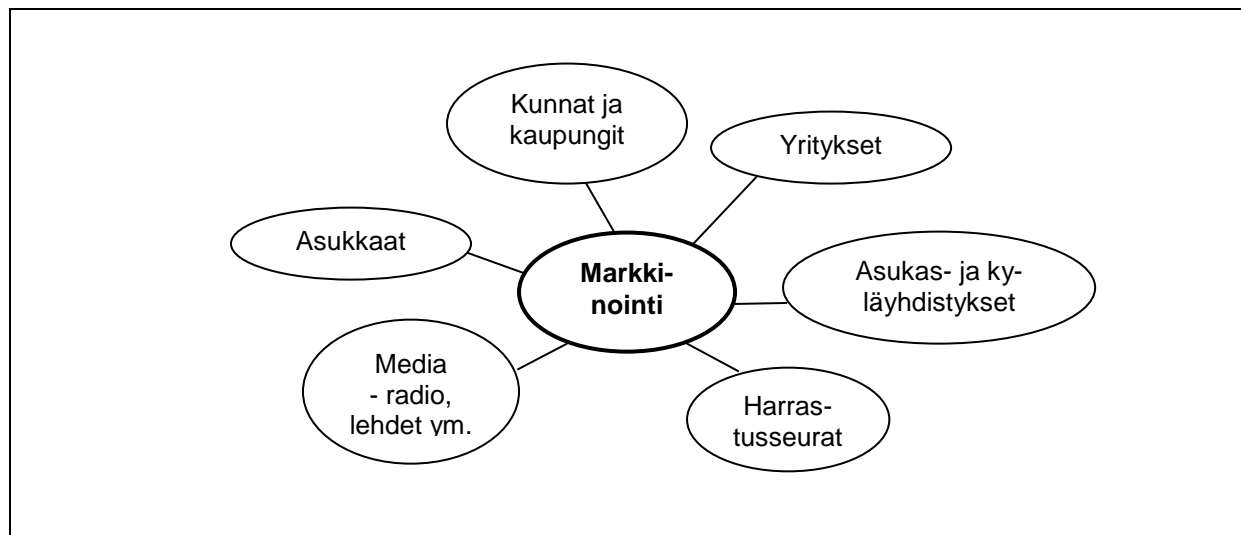 Kunnat ja
kaupungit
Yritykset
Asukkaat
Markki-
nointi
Asukas- ja ky-
läyhdistykset
Media
- radio,
lehdet ym.
Harras-
tusseurat